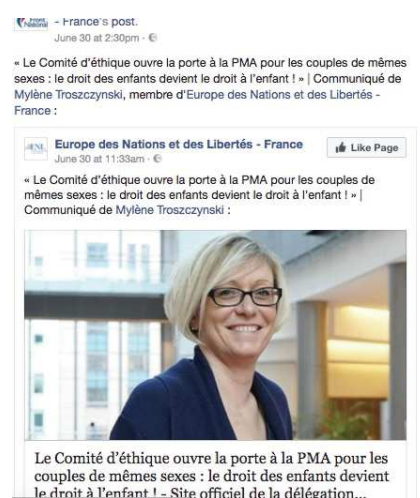 National
- France's post.
June 30 at 2:30pm ·
« Le Comité d'éthique ouvre la porte à la PMA pour les couples de mêmes
sexes : le droit des enfants devient le droit à l'enfant ! » | Communiqué de
Mylène Troszczynski, membre d'Europe des Nations et des Libertés -
France :
ENL
Europe des Nations et des Libertés - France
Like Page
June 30 at 11:33am ·
« Le Comité d'éthique ouvre la porte à la PMA pour les couples de
mêmes sexes : le droit des enfants devient le droit à l'enfant ! » |
Communiqué de Mylène Troszczynski :
Le Comité d'éthique ouvre la porte à la PMA pour les
couples de mêmes sexes : le droit des enfants devient
le droit à l'enfant ! - Site officiel de la délégation...